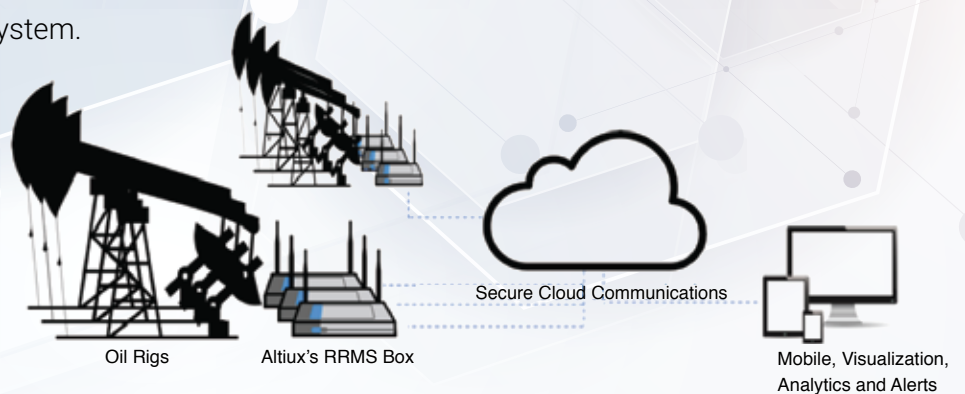 ystem.
Secure Cloud Communications
Oil Rigs
Altiux's RRMS Box
Mobile, Visualization,
Analytics and Alerts